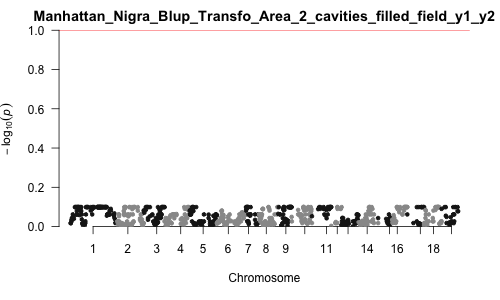 Manhattan_Nigra_Blup_Transfo_Area_2_cavities_filled_field_y1_y2
1.0
0.8
0.6
0.4
0.2
0.0
− log10(p)
1 2 3 4 5 6 7 8 9 11 14 16 18
Chromosome